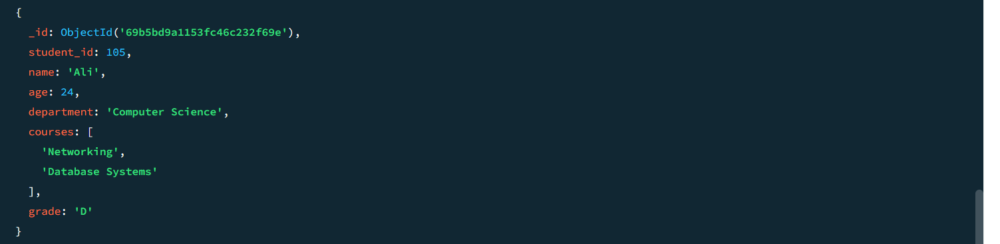 {
_id: ObjectId('69b5bd9a1153fc46c232f69e'),
student_id: 105,
name: 'Ali',
age: 24,
department: 'Computer Science',
courses: [
'Networking',
'Database Systems'
],
grade: 'D'
}